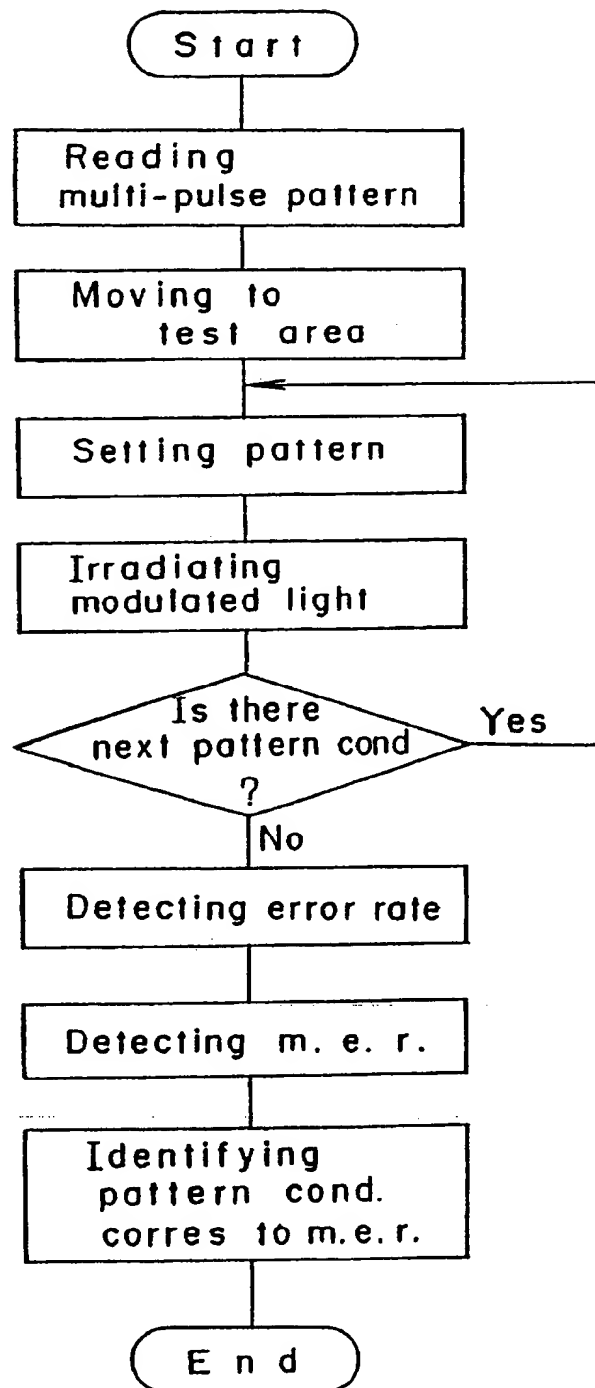 Start
Reading
multi-pulse pattern
Moving to
test area
Setting pattern
Irradiating
modulated light
Is there
next pattern cond
?
Yes
No
Detecting error rate
Detecting m. e. r.
Identifying
pattern cond.
corres to m.e.r.
End